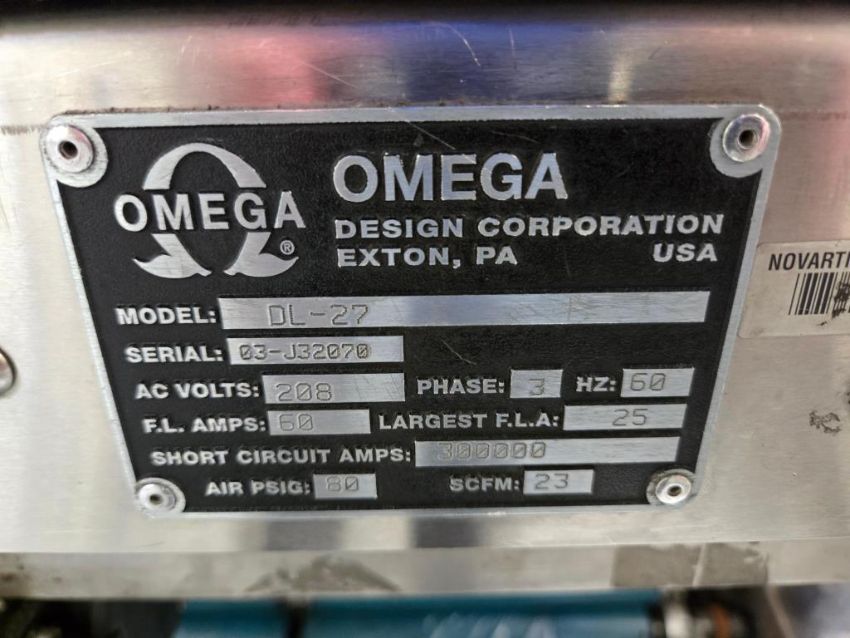 OMEGA
®
OMEGA
DESIGN CORPORATION
EXTON, PA USA
MODEL: DL-27
SERIAL: 03-J32070
AC VOLTS: 208 PHASE: 3 HZ: 60
F.L. AMPS: 60 LARGEST F.L.A: 25
SHORT CIRCUIT AMPS: 300000
AIR PSIG: 80 SCFM: 23
NOVARTI